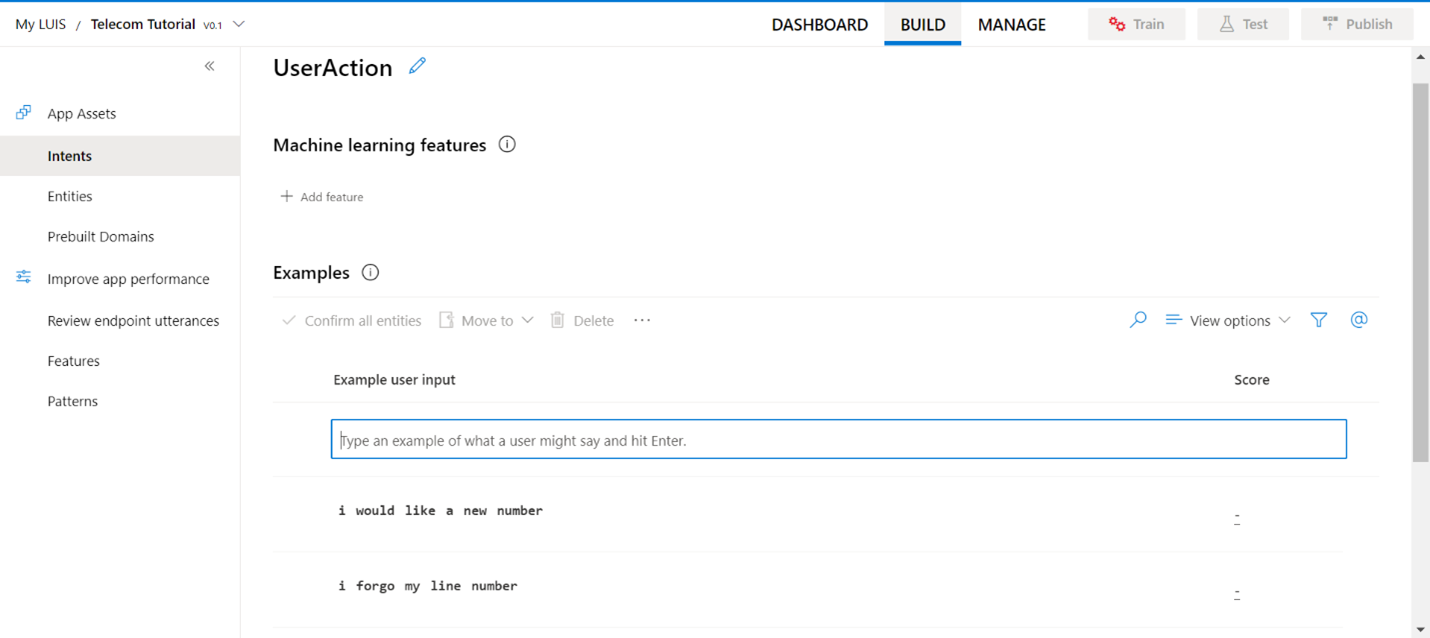 My LUIS / Telecom Tutorial V0.1
DASHBOARD BUILD MANAGE Train Test Publish
UserAction
App Assets
Intents
Entities
Prebuilt Domains
Improve app performance
Review endpoint utterances
Features
Patterns
Machine learning features
+ Add feature
Examples
Confirm all entities Move to Delete ...
View options @
Example user input Score
Type an example of what a user might say and hit Enter.
i would like a new number -
i forgo my line number -